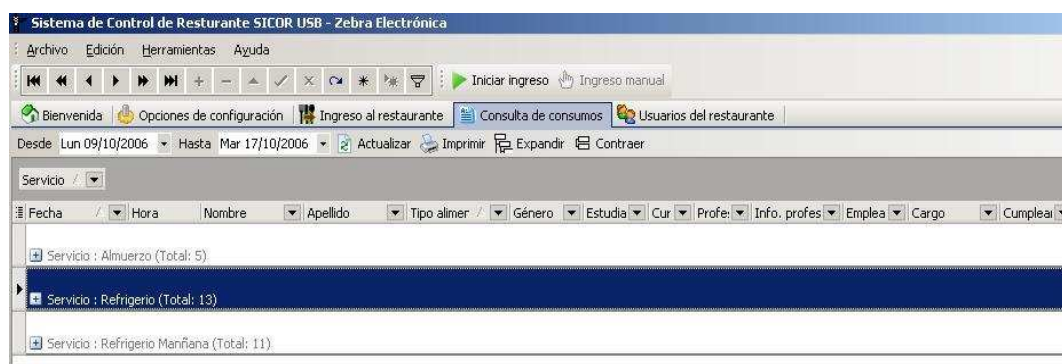 Sistema de Control de Resturante SICOR USB - Zebra Electrónica
Archivo Edición Herramientas Ayuda
Iniciar ingreso Ingreso manual
Bienvenida Opciones de configuración Ingreso al restaurante Consulta de consumos Usuarios del restaurante
Desde Lun 09/10/2006 Hasta Mar 17/10/2006 Actualizar Imprimir Expandir Contraer
Servicio
Fecha Hora Nombre Apellido Tipo alimer Género Estudia Cur Profe: Info. profes Emplea Cargo Cumplear
Servicio : Almuerzo (Total: 5)
Servicio : Refrigerio (Total: 13)
Servicio : Refrigerio Manñana (Total: 11)